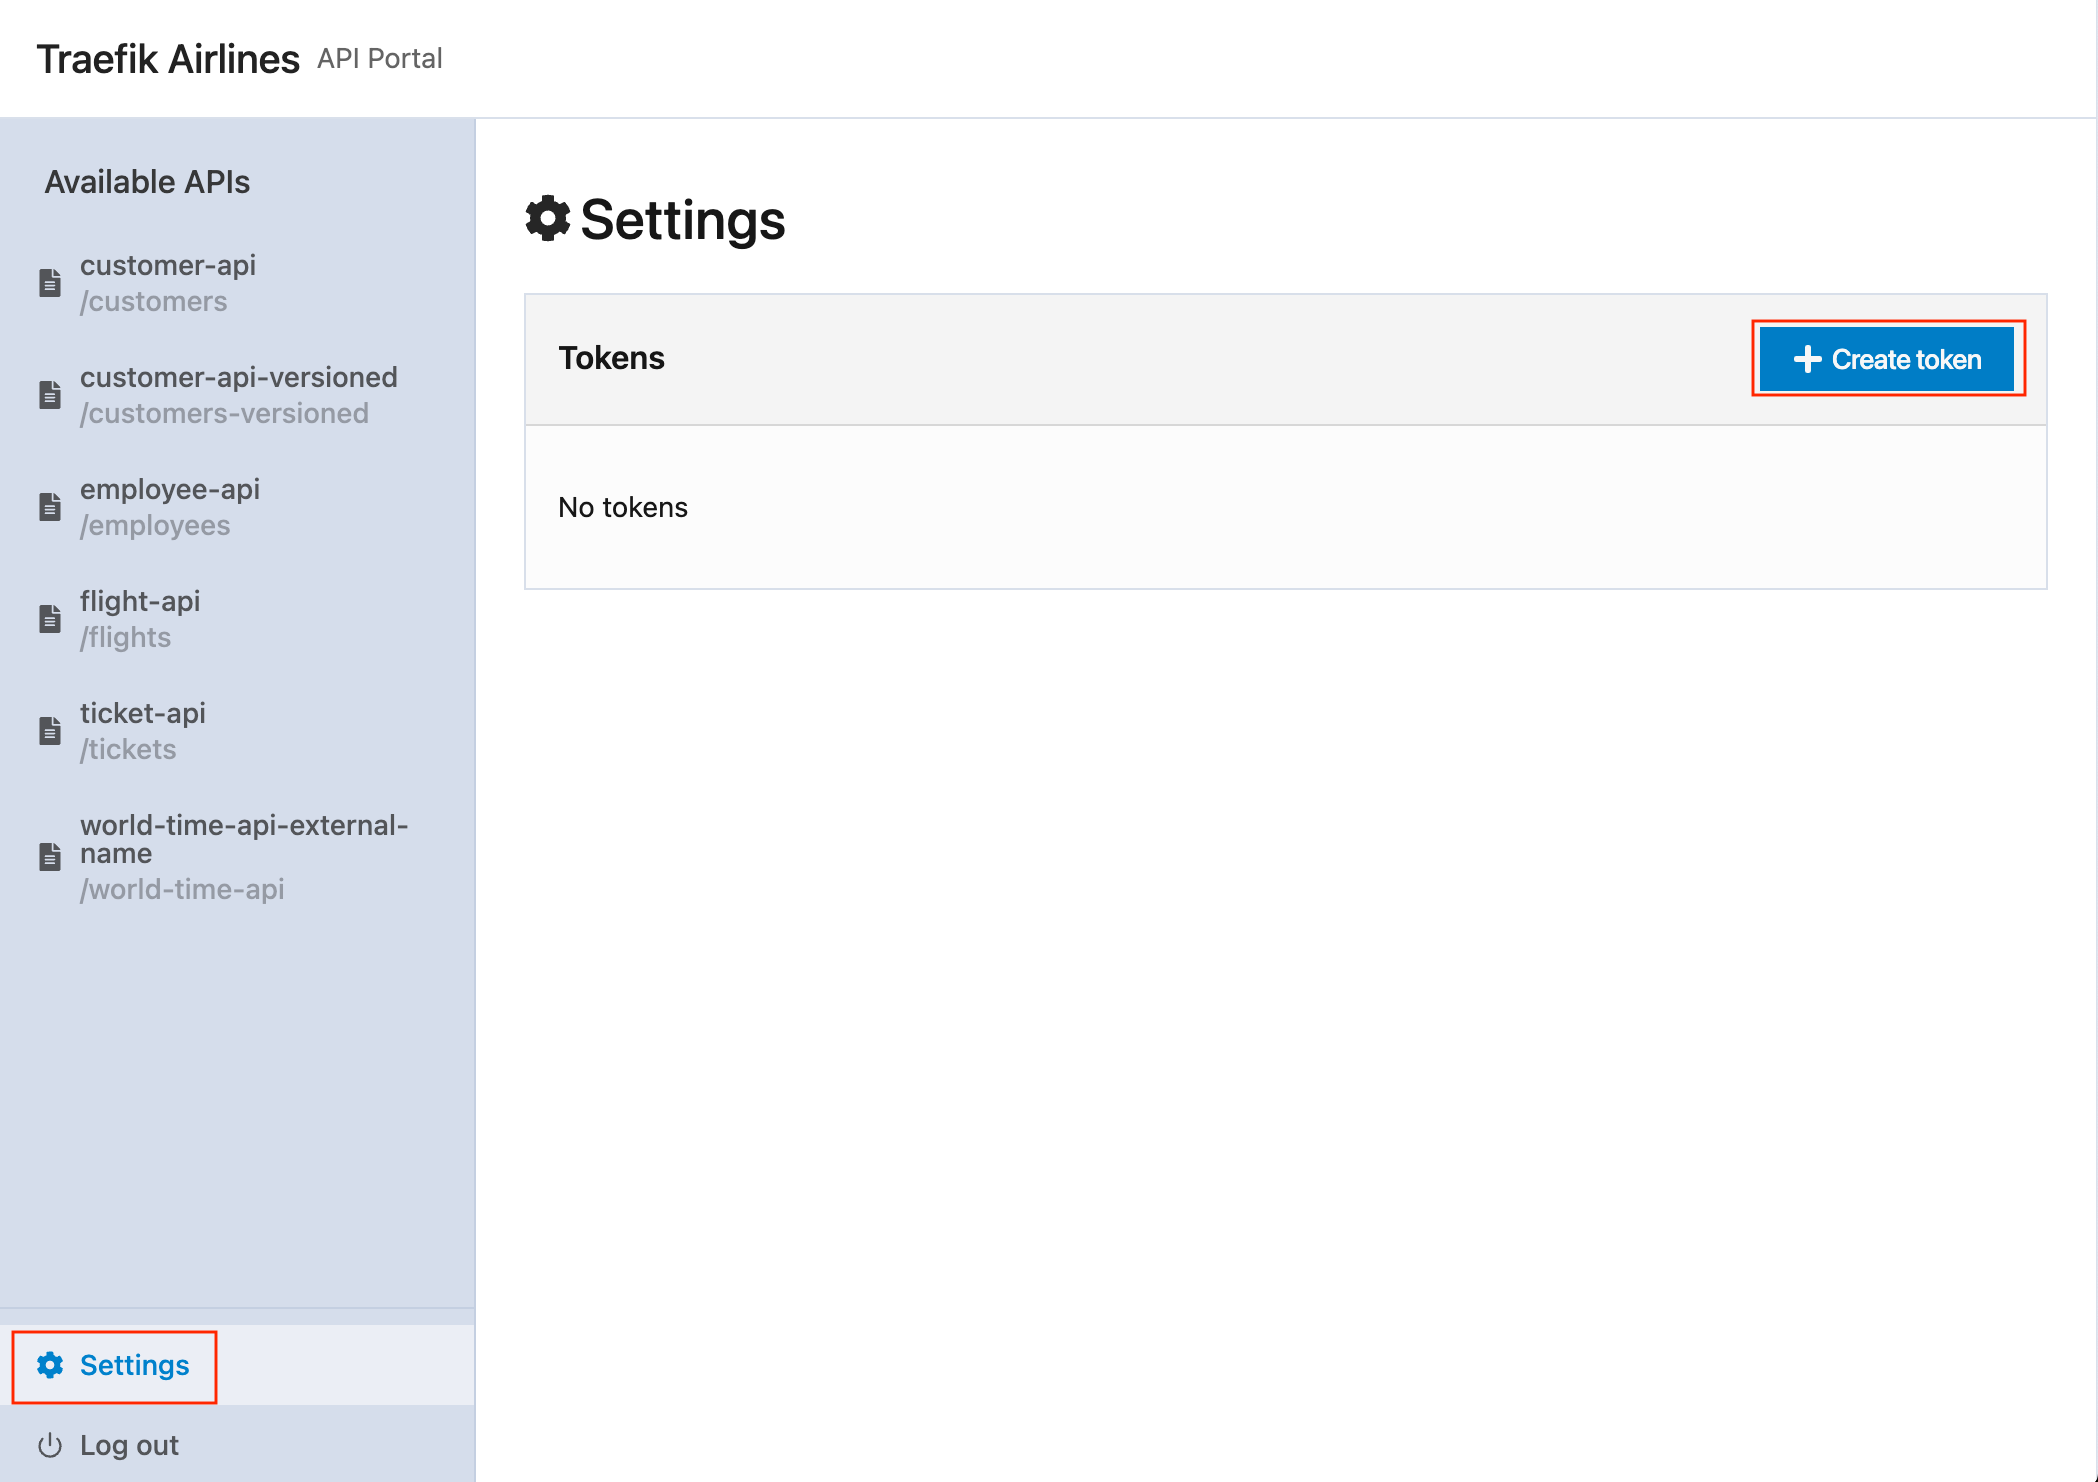 Traefik Airlines API Portal
Available APIs
customer-api
/customers
customer-api-versioned
/customers-versioned
employee-api
/employees
flight-api
/flights
ticket-api
/tickets
world-time-api-external-
name
/world-time-api
Settings
Log out
Settings
Tokens
Create token
No tokens